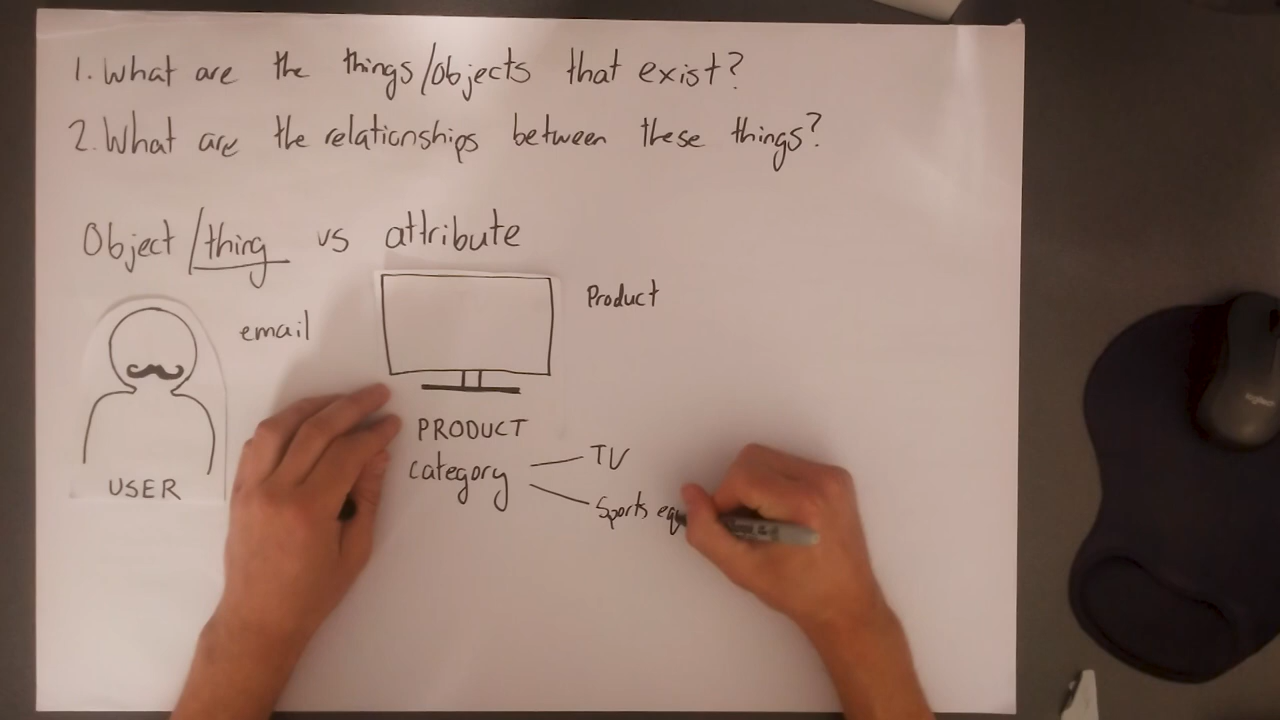 1. What are the things/objects that exist?
2. What are the relationships between these things?
Object/thing vs attribute
Product
email
PRODUCT
category
TV
Sports
USER